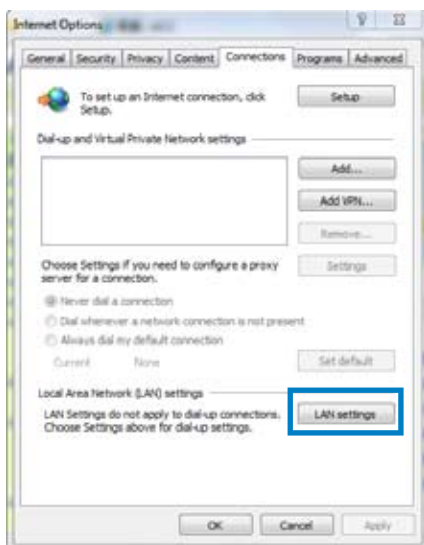 Internet Options
General Security Privacy Content Connections Programs Advanced
To set up an Internet connection, click Setup.
Setup
Dial-up and Virtual Private Network settings
Add...
Add VPN...
Remove...
Choose Settings if you need to configure a proxy
server for a connection.
Settings
Never dial a connection
Dial whenever a network connection is not present
Always dial my default connection
Current None
Set default
Local Area Network (LAN) settings
LAN Settings do not apply to dial-up connections.
Choose Settings above for dial-up settings.
LAN settings
OK Cancel Apply